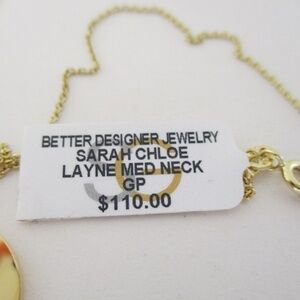 BETTER DESIGNER JEWELRY
SARAH CHLOE
LAYNE MED NECK
GP
$110.00